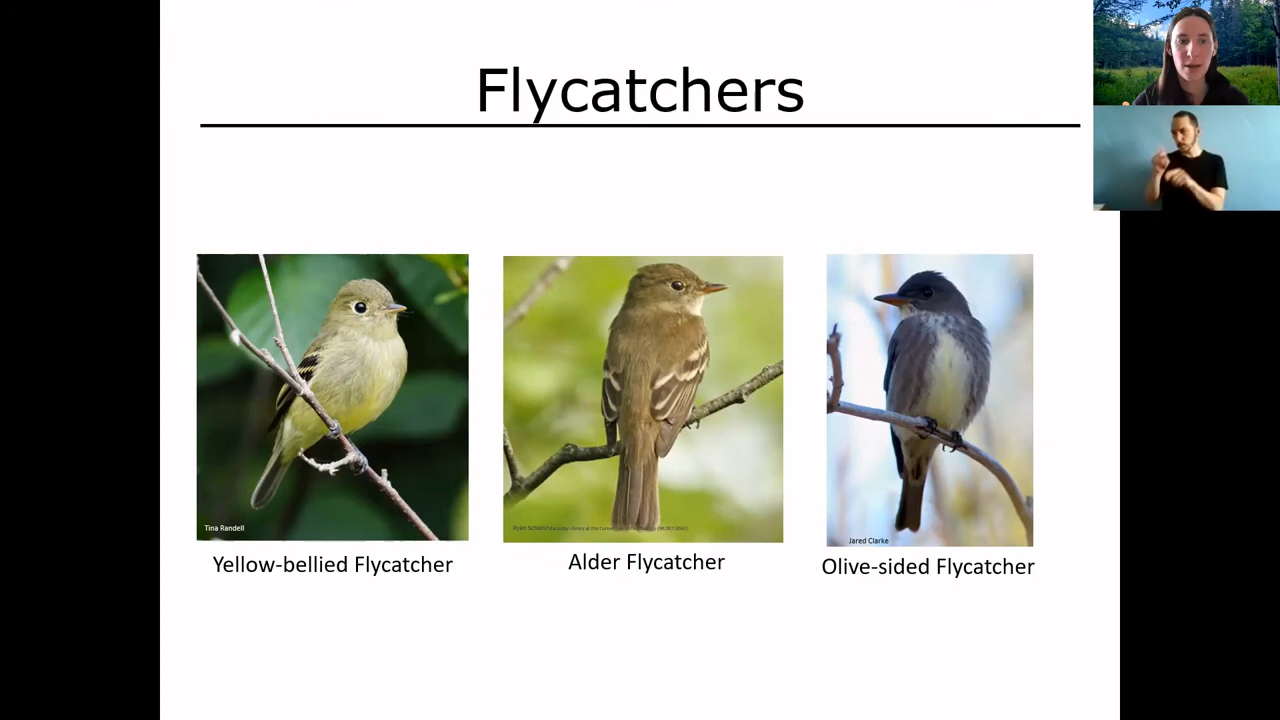 Flycatchers
Tina Randell
Jared Clarke
Yellow-bellied Flycatcher
Alder Flycatcher
Olive-sided Flycatcher